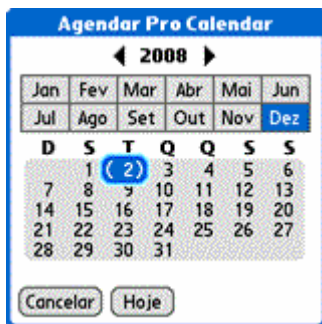 Agendar Pro Calendar
2008
Jan Fev Mar Abr Mai Jun
Jul Ago Set Out Nov Dez
D S T Q Q S S
1 (2) 3 4 5 6
7 8 9 10 11 12 13
14 15 16 17 18 19 20
21 22 23 24 25 26 27
28 29 30 31
Cancelar Hoje